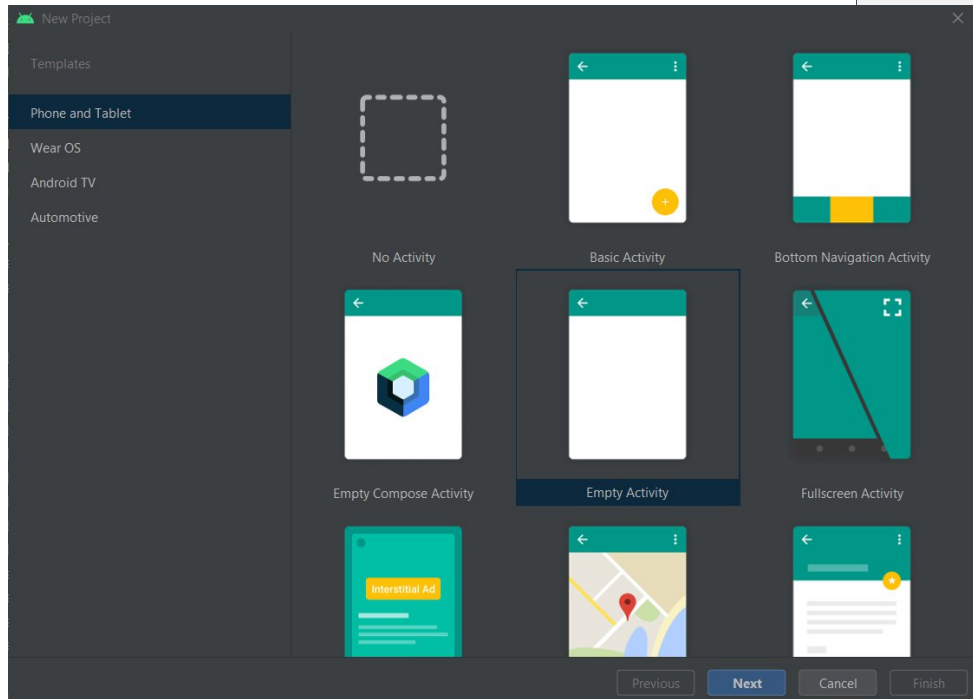 New Project
Templates
Phone and Tablet
Wear OS
Android TV
Automotive
No Activity
Basic Activity
Bottom Navigation Activity
Empty Compose Activity
Empty Activity
Fullscreen Activity
Interstitial Ad
Previous
Next
Cancel
Finish